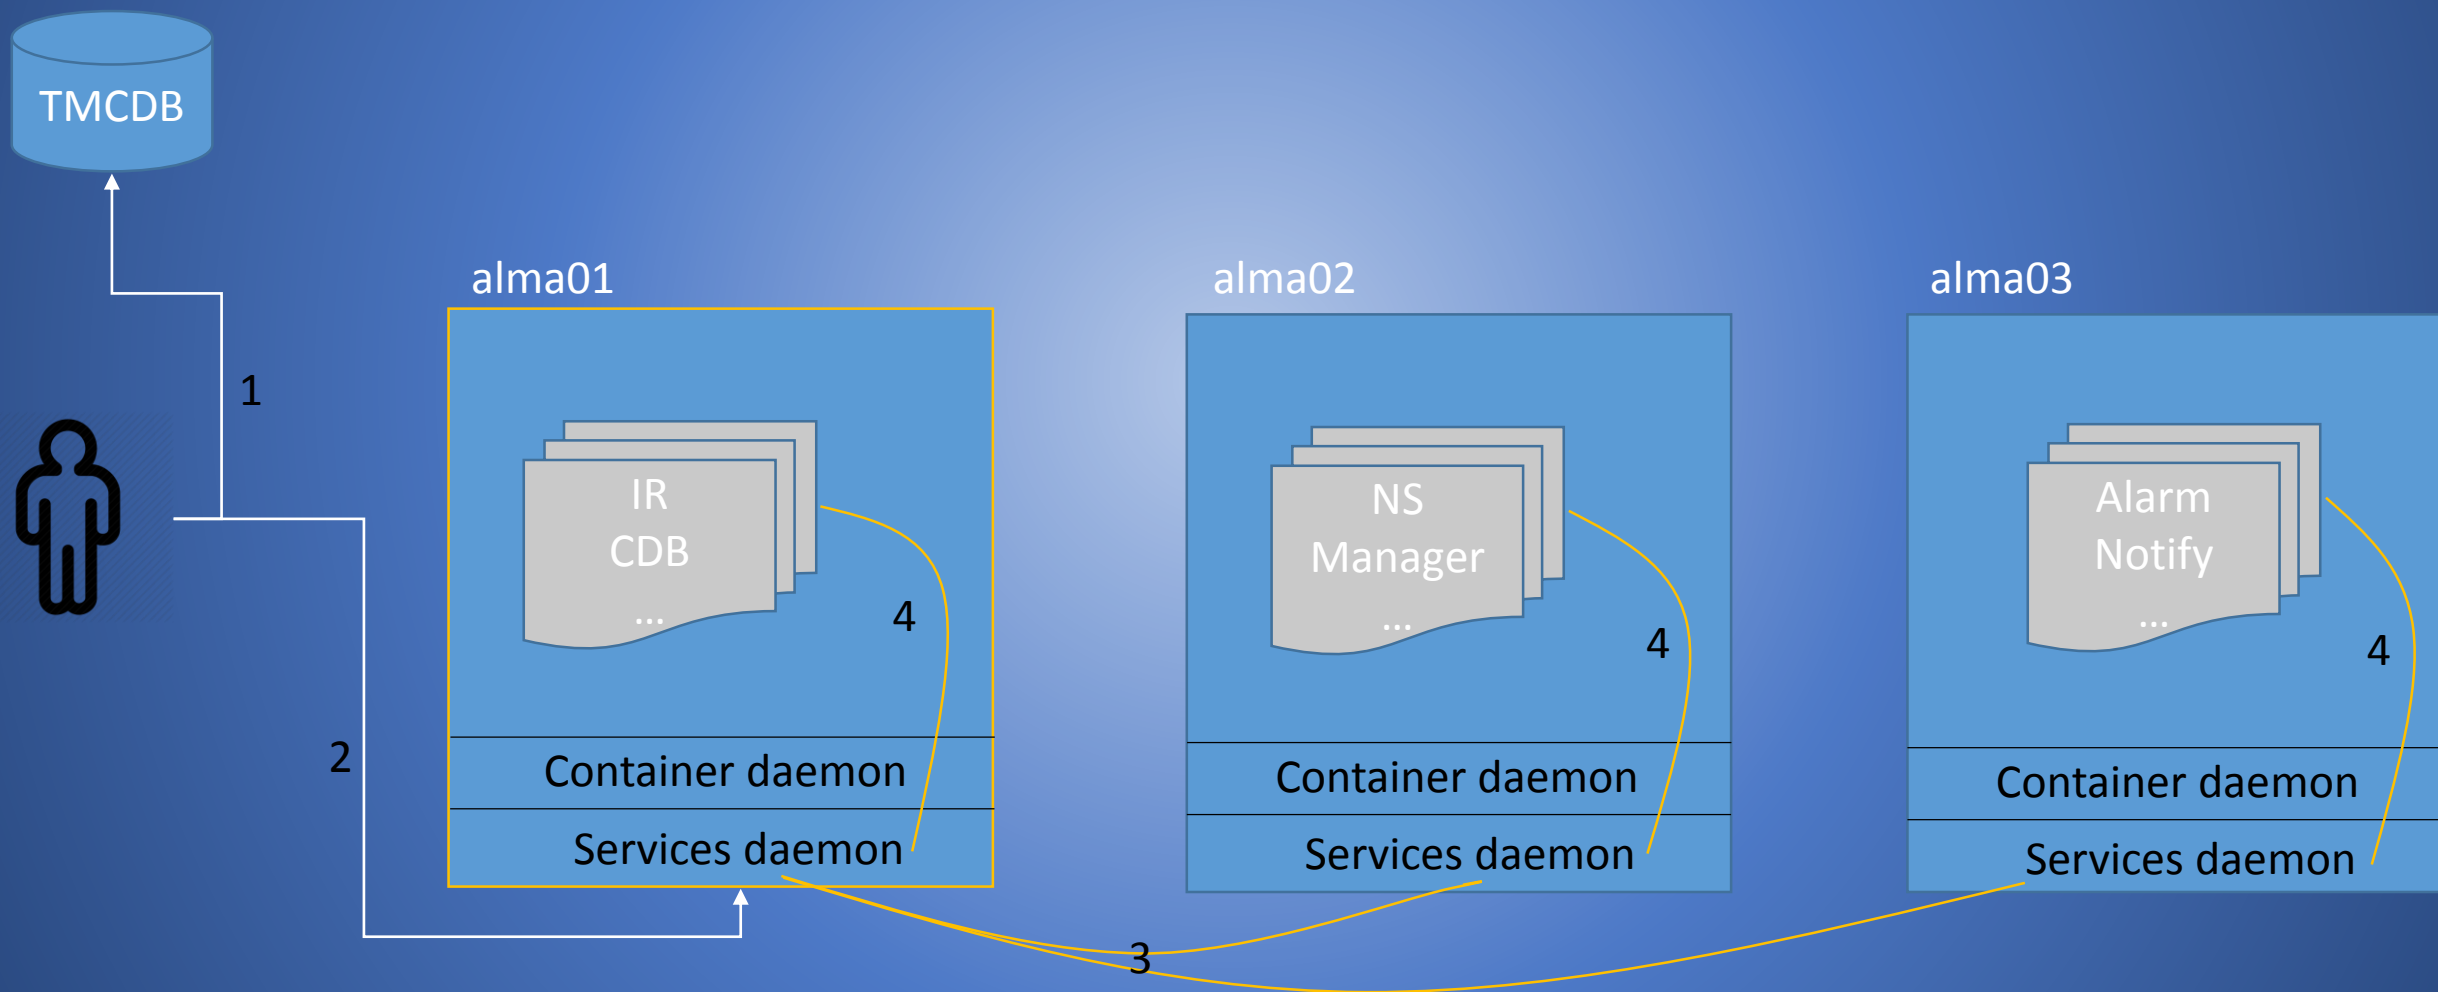 TMCDB
1
2
alma01
IR
CDB
...
4
Container daemon
Services daemon
alma02
NS
Manager
...
4
Container daemon
Services daemon
alma03
Alarm
Notify
...
4
Container daemon
Services daemon
3